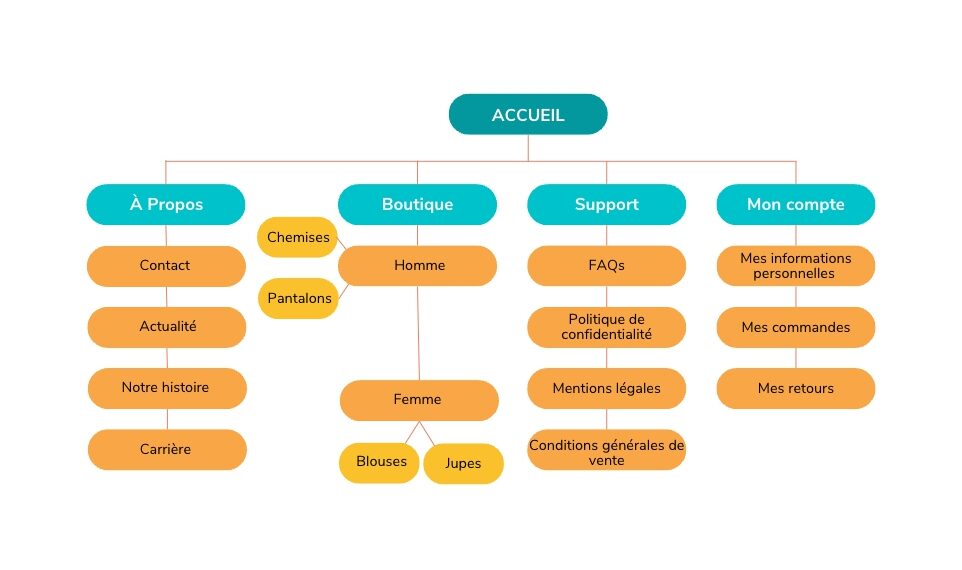 ACCUEIL
À Propos
Boutique
Support
Mon compte
Chemises
Contact
Homme
FAQs
Mes informations
personnelles
Pantalons
Actualité
Politique de
confidentialité
Mes commandes
Notre histoire
Mentions légales
Mes retours
Femme
Carrière
Conditions générales de
vente
Blouses
Jupes